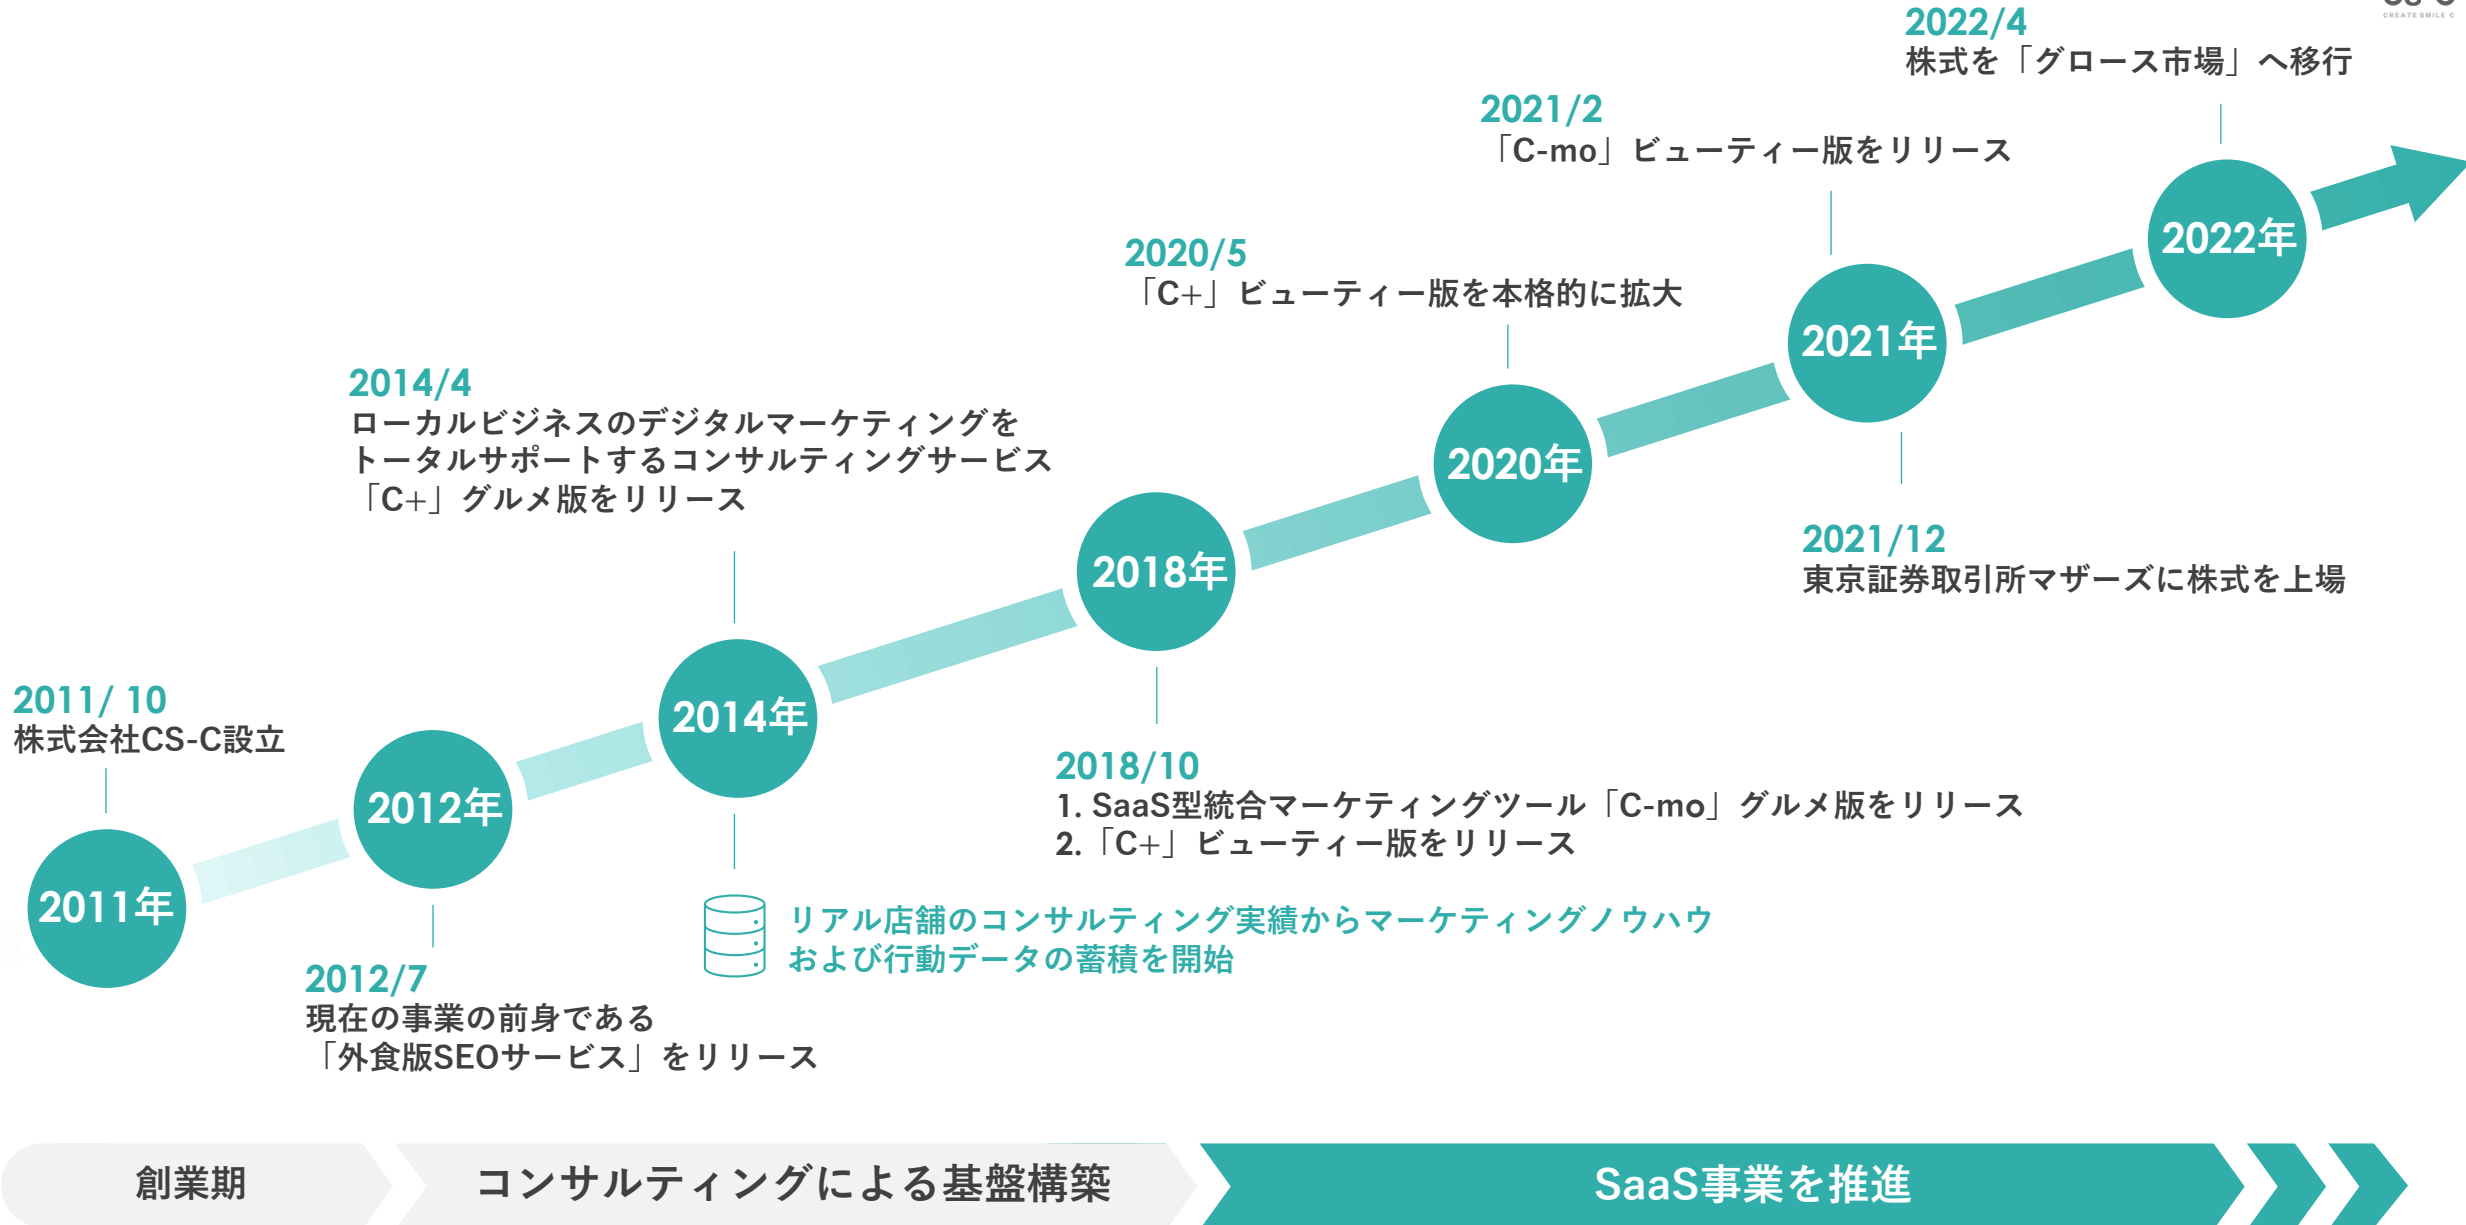 CREATE SMILE C
2022/4
株式を「グロース市場」へ移行
2021/2
「C-mo」ビューティー版をリリース
2022年
2020/5
「C+」ビューティー版を本格的に拡大
2021年
2014/4
ローカルビジネスのデジタルマーケティングを
トータルサポートするコンサルティングサービス
「C+」グルメ版をリリース
2020年
2021/12
東京証券取引所マザーズに株式を上場
2018年
2011/ 10
株式会社CS-C設立
2014年
2018/10
1. SaaS型統合マーケティングツール「C-mo」グルメ版をリリース
2.「C+」ビューティー版をリリース
2012年
2011年
リアル店舗のコンサルティング実績からマーケティングノウハウ
および行動データの蓄積を開始
2012/7
現在の事業の前身である
「外食版SEOサービス」をリリース
創業期
コンサルティングによる基盤構築
SaaS事業を推進